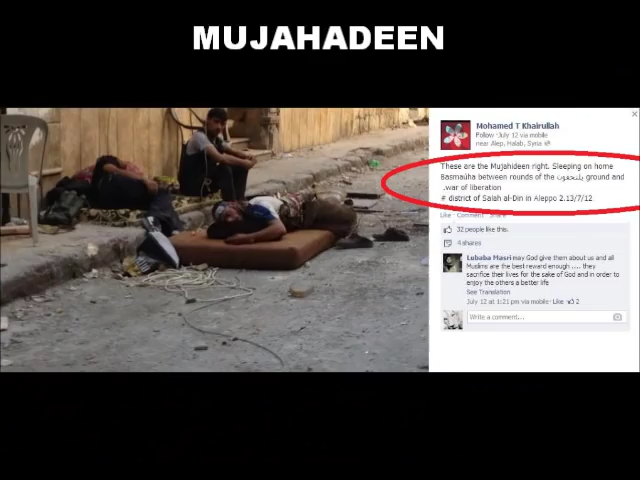 MUJAHADEEN
Mohamed T Khairullah
Follow · July 12 via mobile
near Alep, Halab, Syria
These are the Mujahideen right. Sleeping on home
Basmaúha between rounds of the يلتحفون ground and
.war of liberation
# district of Salah al-Din in Aleppo 2.13/7/12
Like · Comment · Share
32 people like this.
4 shares
Lubaba Masri may God give them about us and all
Muslims are the best reward enough .... they
sacrifice their lives for the sake of God and in order to
enjoy the others a better life
See Translation
July 12 at 1:21 pm via mobile · Like · 2
Write a comment...